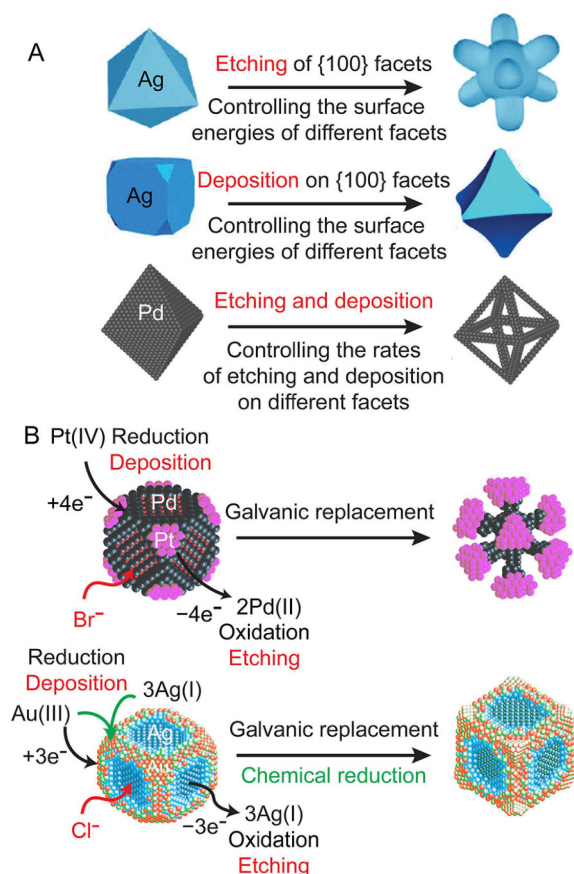 A
Ag
Etching of {100} facets
Controlling the surface
energies of different facets
Ag
Deposition on {100} facets
Controlling the surface
energies of different facets
Pd
Etching and deposition
Controlling the rates
of etching and deposition
on different facets
B
Pt(IV) Reduction
Deposition
+4e⁻
Pd
Pt
Galvanic replacement
Br⁻
−4e⁻ 2Pd(II)
Oxidation
Etching
Reduction
Deposition
3Ag(I)
Au(III)
+3e⁻
Ag
Galvanic replacement
Chemical reduction
Cl⁻
−3e⁻ 3Ag(I)
Oxidation
Etching